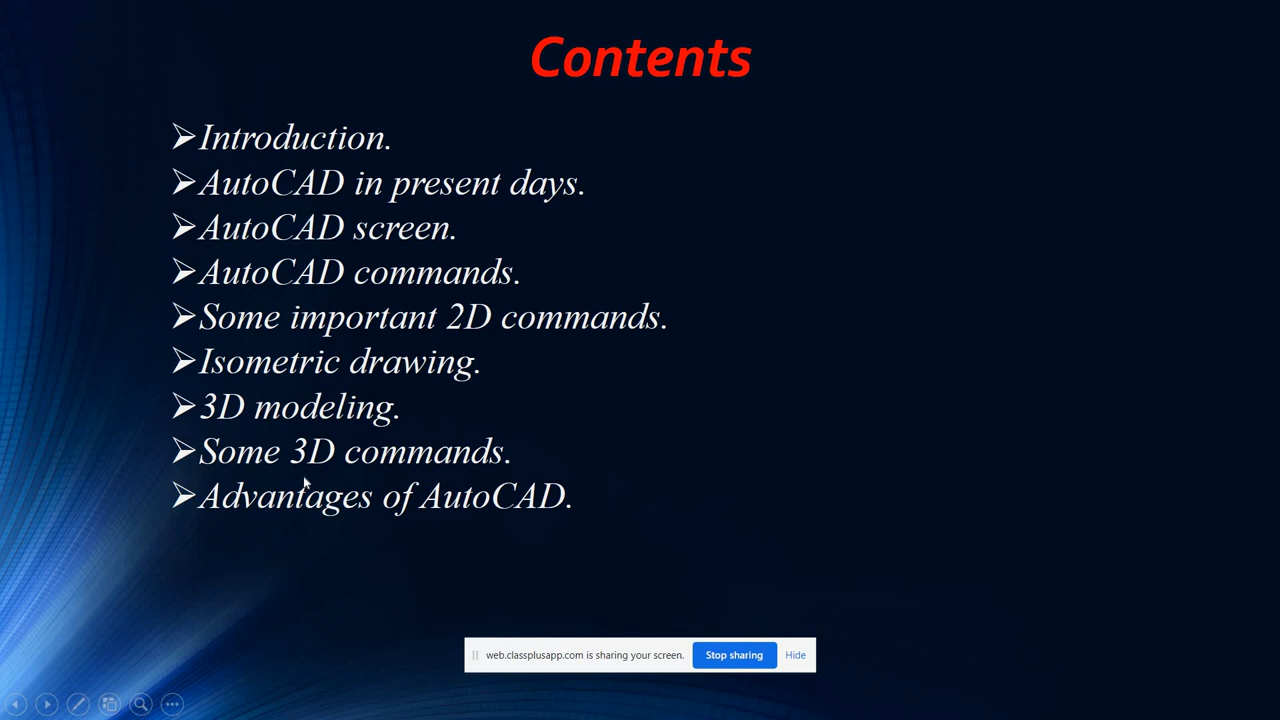 Contents
Introduction.
AutoCAD in present days.
AutoCAD screen.
AutoCAD commands.
Some important 2D commands.
Isometric drawing.
3D modeling.
Some 3D commands.
Advantages of AutoCAD.
web.classplusapp.com is sharing your screen. Stop sharing Hide